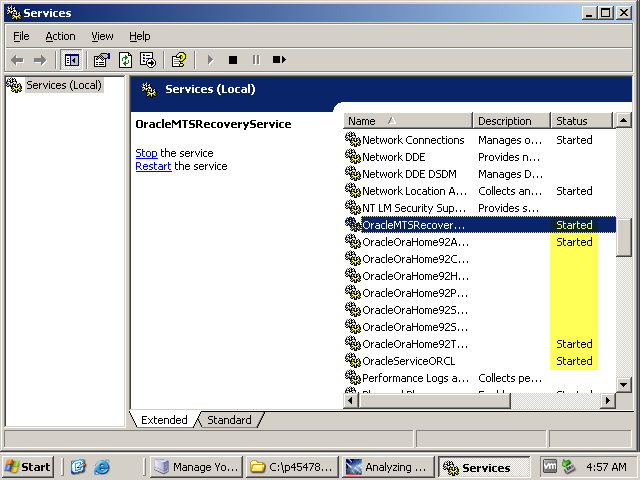 Services
File Action View Help
Services (Local)
Services (Local)
OracleMTSRecoveryService
Stop the service
Restart the service
Name Description Status
Network Connections Manages o... Started
Network DDE Provides n...
Network DDE DSDM Manages D...
Network Location A... Collects an... Started
NT LM Security Sup... Provides s...
OracleMTSRecover... Started
OracleOraHome92A... Started
OracleOraHome92C...
OracleOraHome92H...
OracleOraHome92P...
OracleOraHome92S...
OracleOraHome92S...
OracleOraHome92T... Started
OracleServiceORCL Started
Performance Logs a... Collects pe...
Extended Standard
Start Manage Yo... C:\p45478... Analyzing ... Services vm 4:57 AM